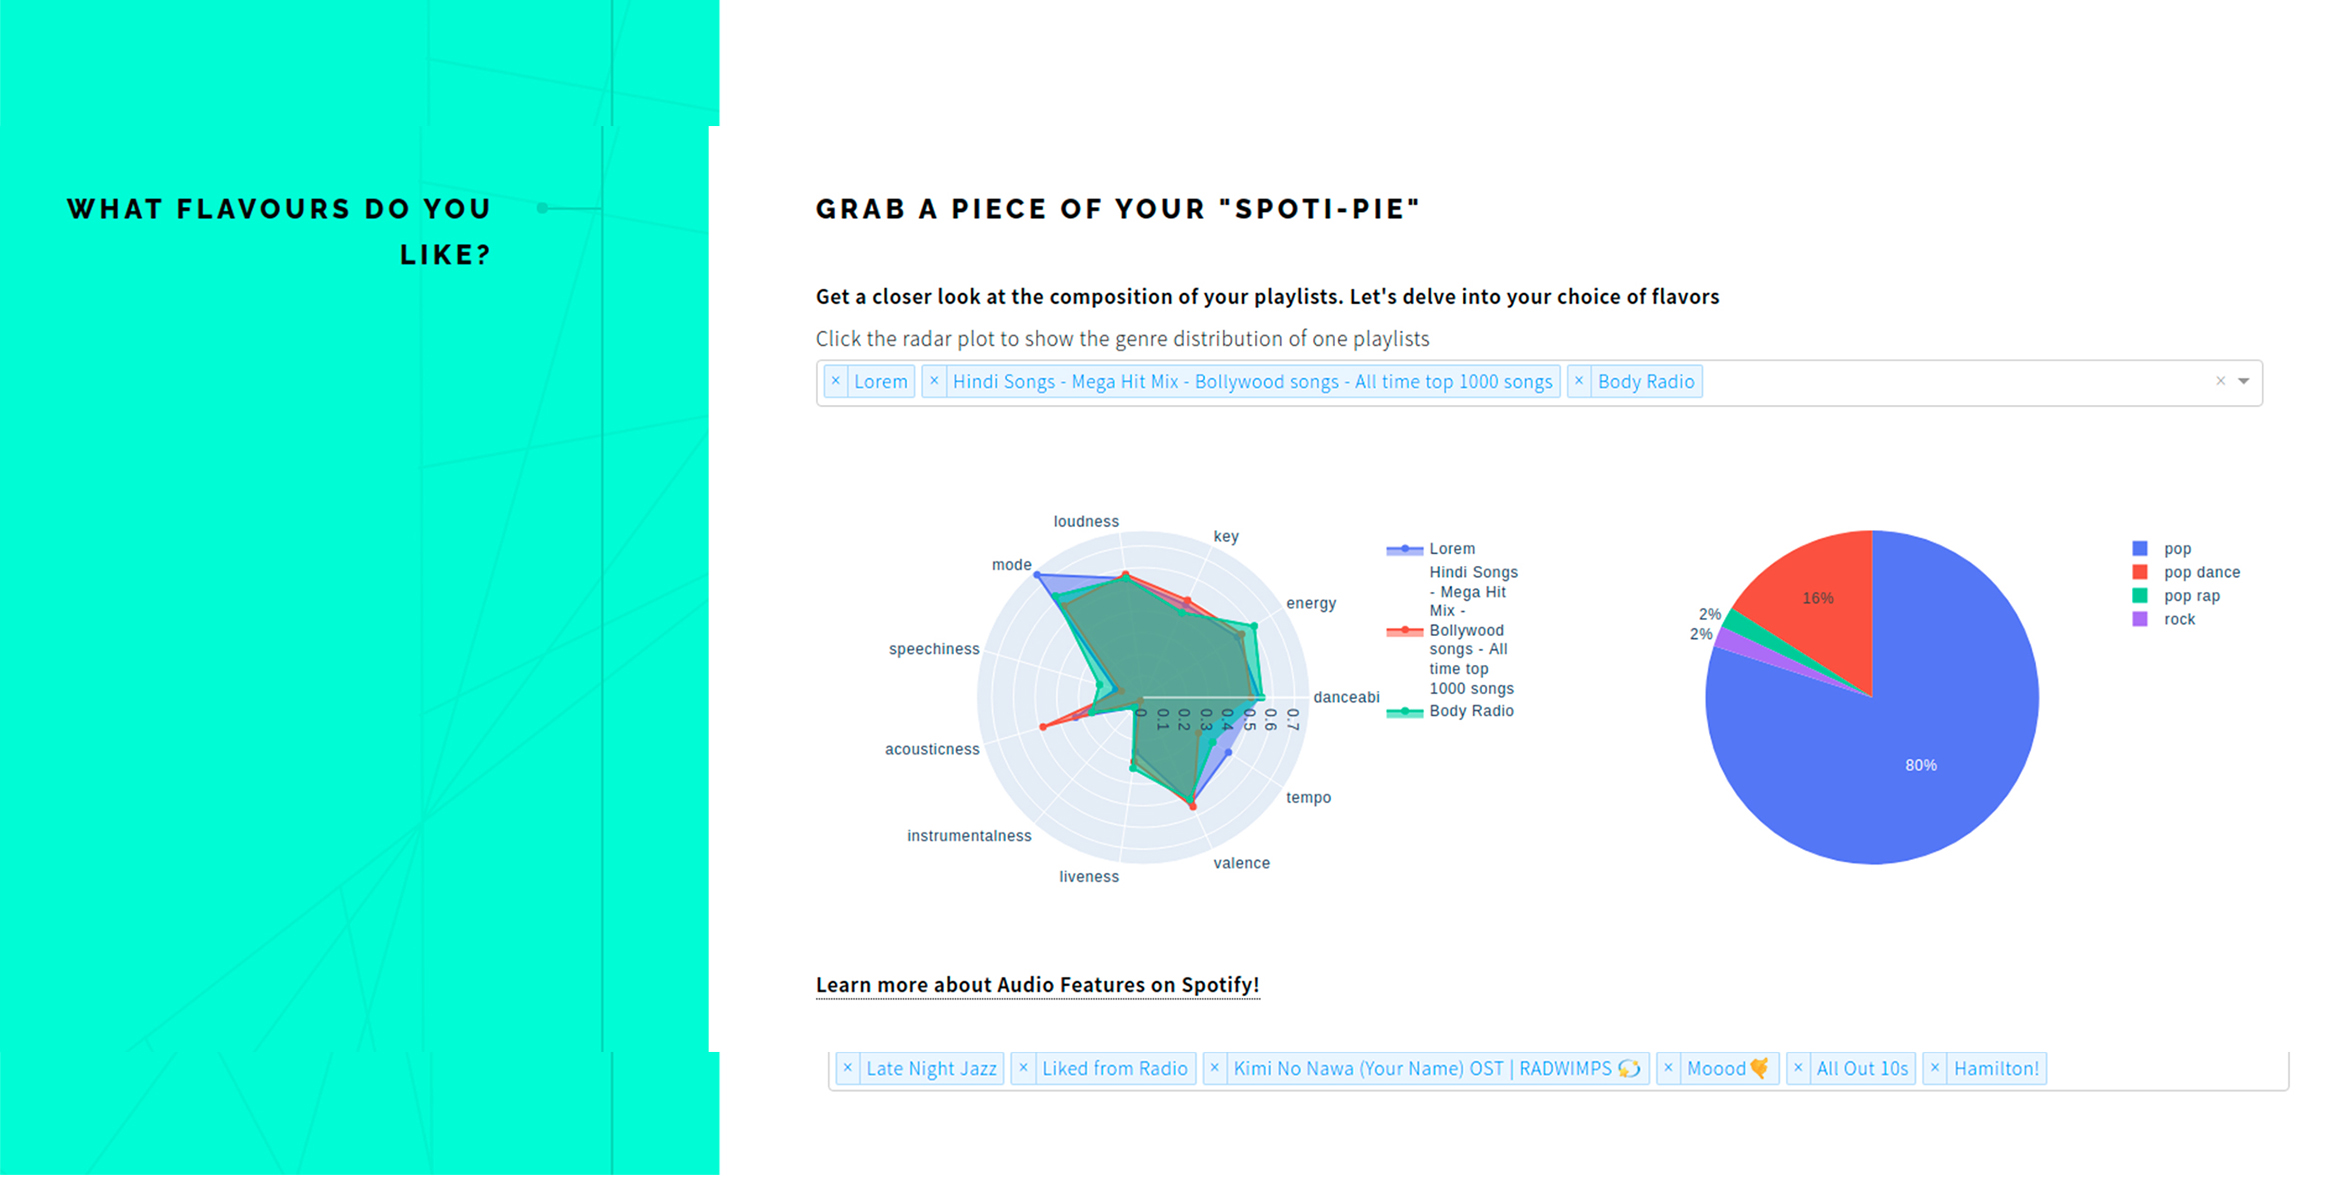 WHAT FLAVOURS DO YOU
LIKE?
GRAB A PIECE OF YOUR "SPOTI-PIE"
Get a closer look at the composition of your playlists. Let's delve into your choice of flavors
Click the radar plot to show the genre distribution of one playlists
× Lorem × Hindi Songs - Mega Hit Mix - Bollywood songs - All time top 1000 songs × Body Radio ×
loudness
key
mode
energy
speechiness
danceabi
acousticness
tempo
instrumentalness
valence
liveness
0 0.1 0.2 0.3 0.4 0.5 0.6 0.7
Lorem
Hindi Songs
- Mega Hit
Mix -
Bollywood
songs - All
time top
1000 songs
Body Radio
16%
2%
2%
80%
pop
pop dance
pop rap
rock
Learn more about Audio Features on Spotify!
× Late Night Jazz × Liked from Radio × Kimi No Nawa (Your Name) OST | RADWIMPS 💫 × Moood × All Out 10s × Hamilton!